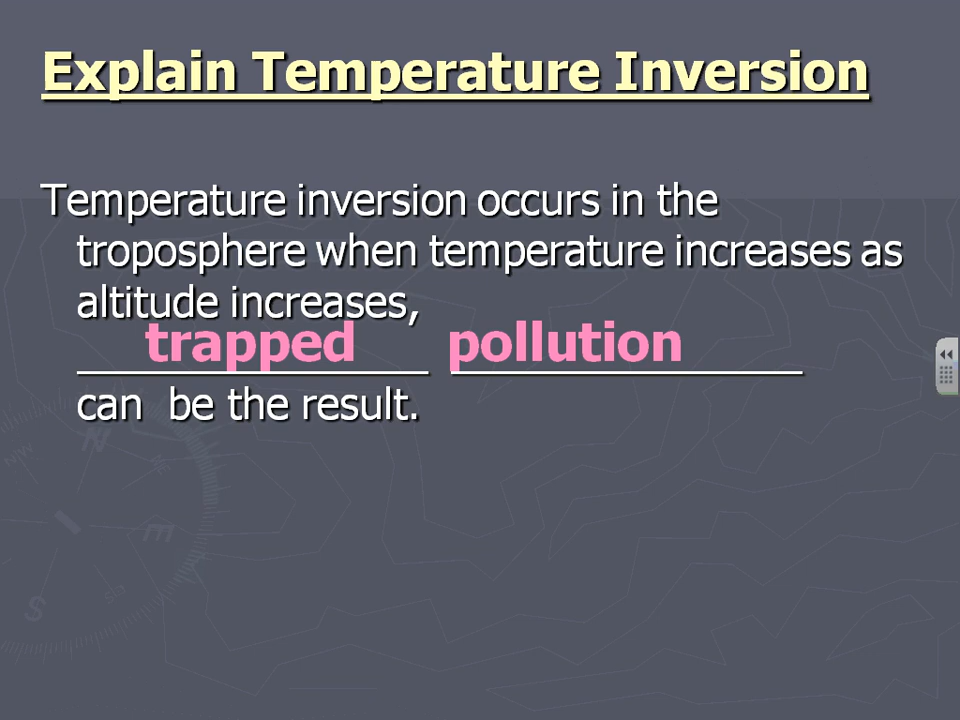 Explain Temperature Inversion
Temperature inversion occurs in the
troposphere when temperature increases as
altitude increases,
trapped pollution
can be the result.